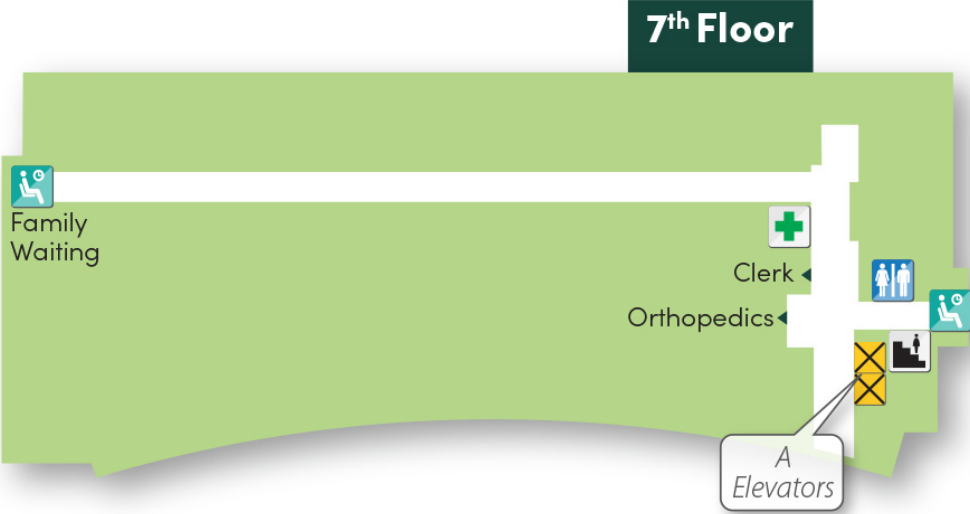 7th Floor
Family
Waiting
Clerk
Orthopedics
A
Elevators